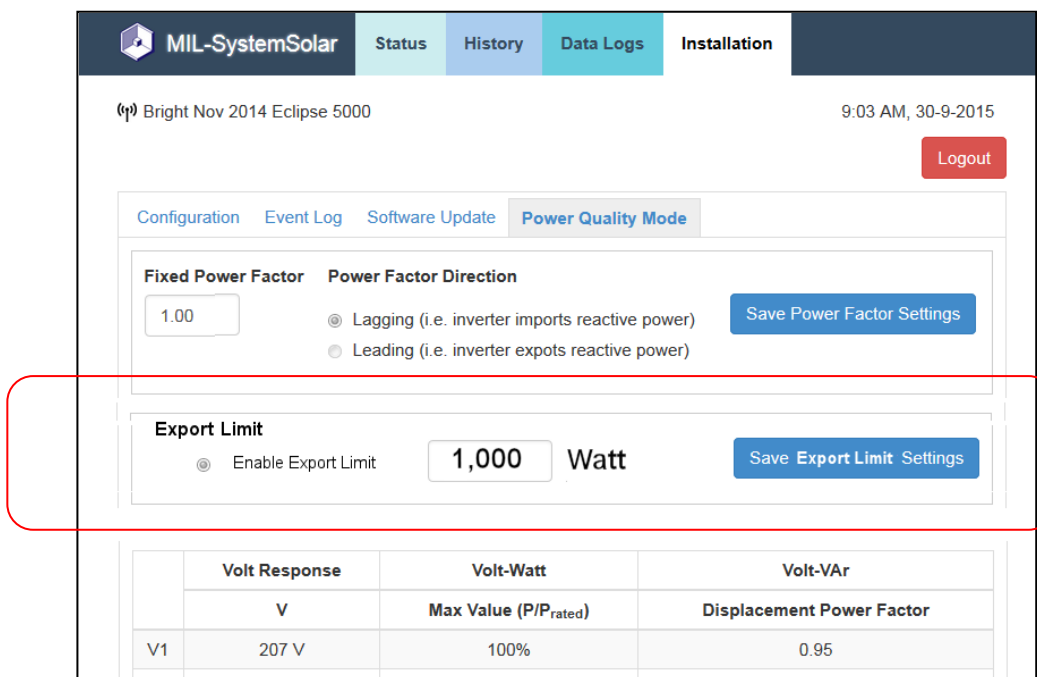 MIL-SystemSolar Status History Data Logs Installation
Bright Nov 2014 Eclipse 5000 9:03 AM, 30-9-2015
Logout
Configuration Event Log Software Update Power Quality Mode
Fixed Power Factor Power Factor Direction
1.00 Lagging (i.e. inverter imports reactive power) Save Power Factor Settings
Leading (i.e. inverter expots reactive power)
Export Limit
Enable Export Limit 1,000 Watt Save Export Limit Settings
Volt Response Volt-Watt Volt-VAr
V Max Value (P/Prated) Displacement Power Factor
V1 207 V 100% 0.95